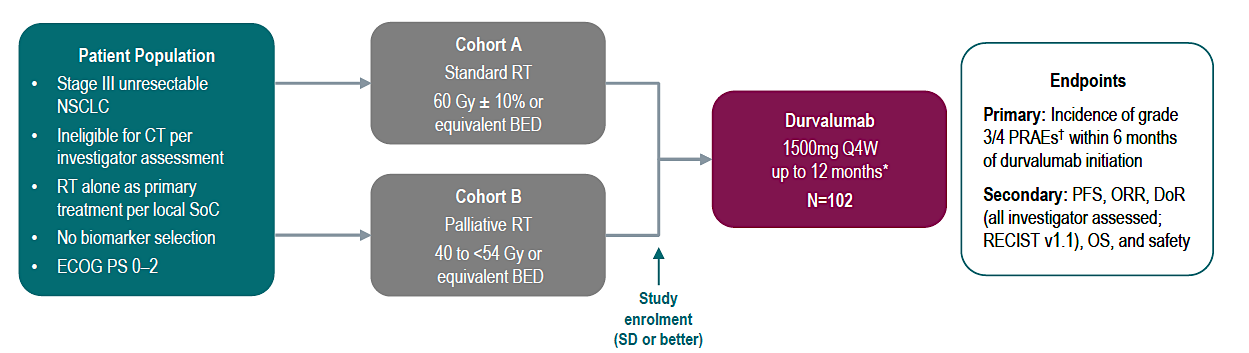 Patient Population
• Stage III unresectable
NSCLC
• Ineligible for CT per
investigator assessment
• RT alone as primary
treatment per local SoC
• No biomarker selection
• ECOG PS 0–2
Cohort A
Standard RT
60 Gy ± 10% or
equivalent BED
Cohort B
Palliative RT
40 to <54 Gy or
equivalent BED
Study
enrolment
(SD or better)
Durvalumab
1500mg Q4W
up to 12 months*
N=102
Endpoints
Primary: Incidence of grade
3/4 PRAEs† within 6 months
of durvalumab initiation
Secondary: PFS, ORR, DoR
(all investigator assessed;
RECIST v1.1), OS, and safety